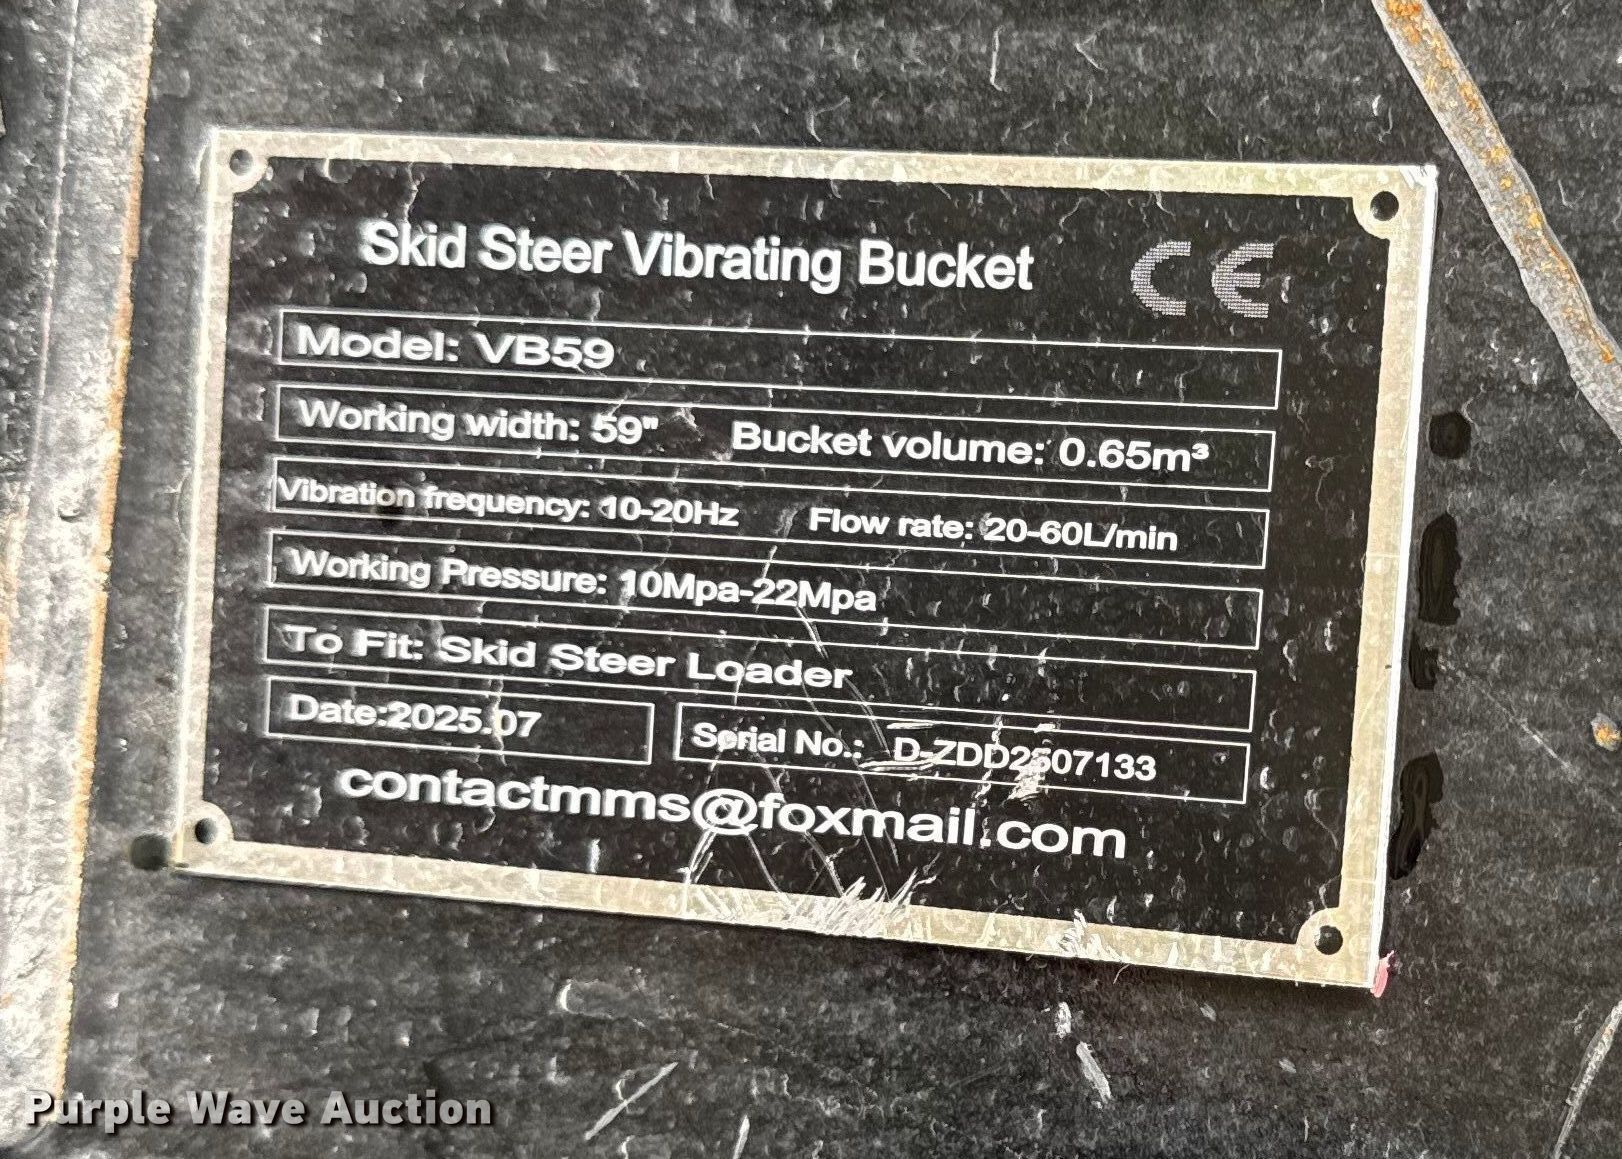 Skid Steer Vibrating Bucket CE
Model: VB59
Working width: 59" Bucket volume: 0.65m³
Vibration frequency: 10-20Hz Flow rate: 20-60L/min
Working Pressure: 10Mpa-22Mpa
To Fit: Skid Steer Loader
Date:2025.07 Serial No.: D-ZDD2507133
contactmms@foxmail.com
Purple Wave Auction